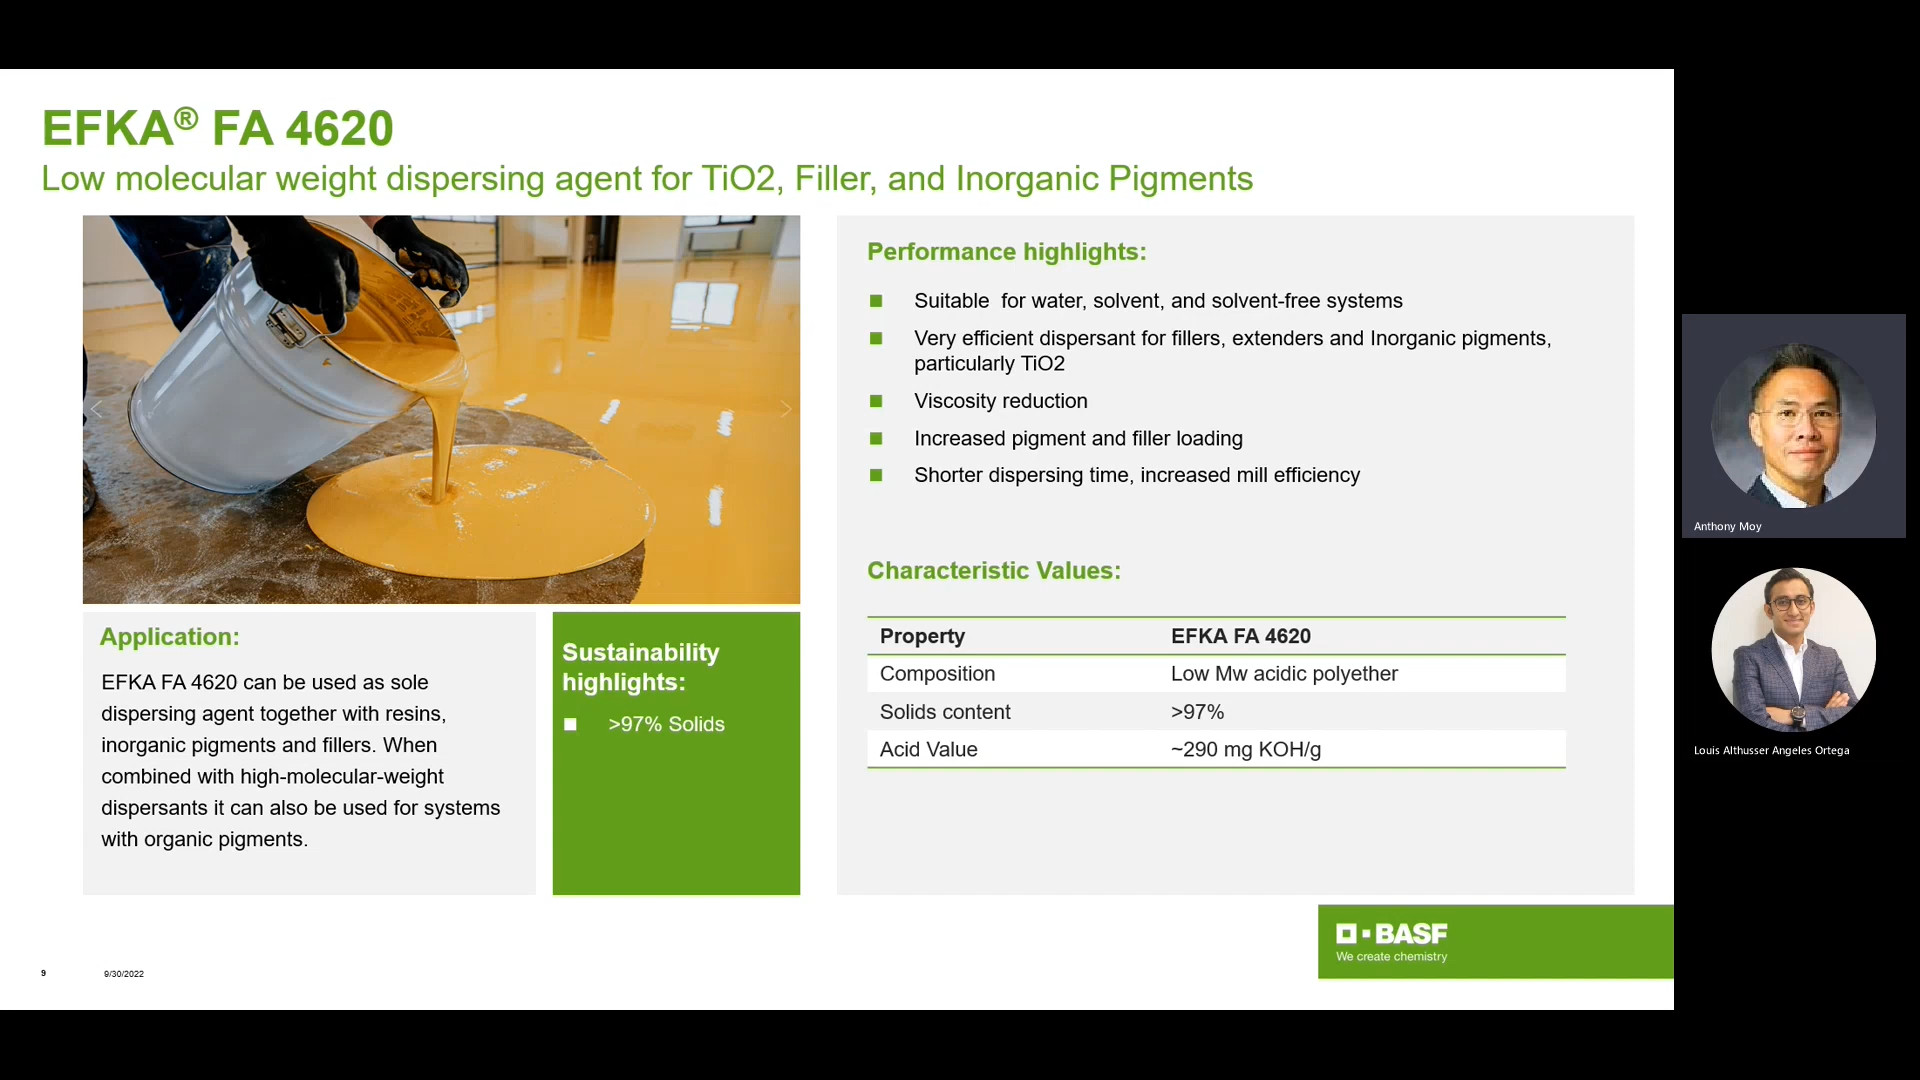 EFKA® FA 4620
Low molecular weight dispersing agent for TiO2, Filler, and Inorganic Pigments
Application:
EFKA FA 4620 can be used as sole
dispersing agent together with resins,
inorganic pigments and fillers. When
combined with high-molecular-weight
dispersants it can also be used for systems
with organic pigments.
Sustainability
highlights:
>97% Solids
Performance highlights:
Suitable  for water, solvent, and solvent-free systems
Very efficient dispersant for fillers, extenders and Inorganic pigments,
particularly TiO2
Viscosity reduction
Increased pigment and filler loading
Shorter dispersing time, increased mill efficiency
Characteristic Values:
Property EFKA FA 4620
Composition Low Mw acidic polyether
Solids content >97%
Acid Value ~290 mg KOH/g
BASF
We create chemistry
9 9/30/2022
Anthony Moy
Louis Althusser Angeles Ortega